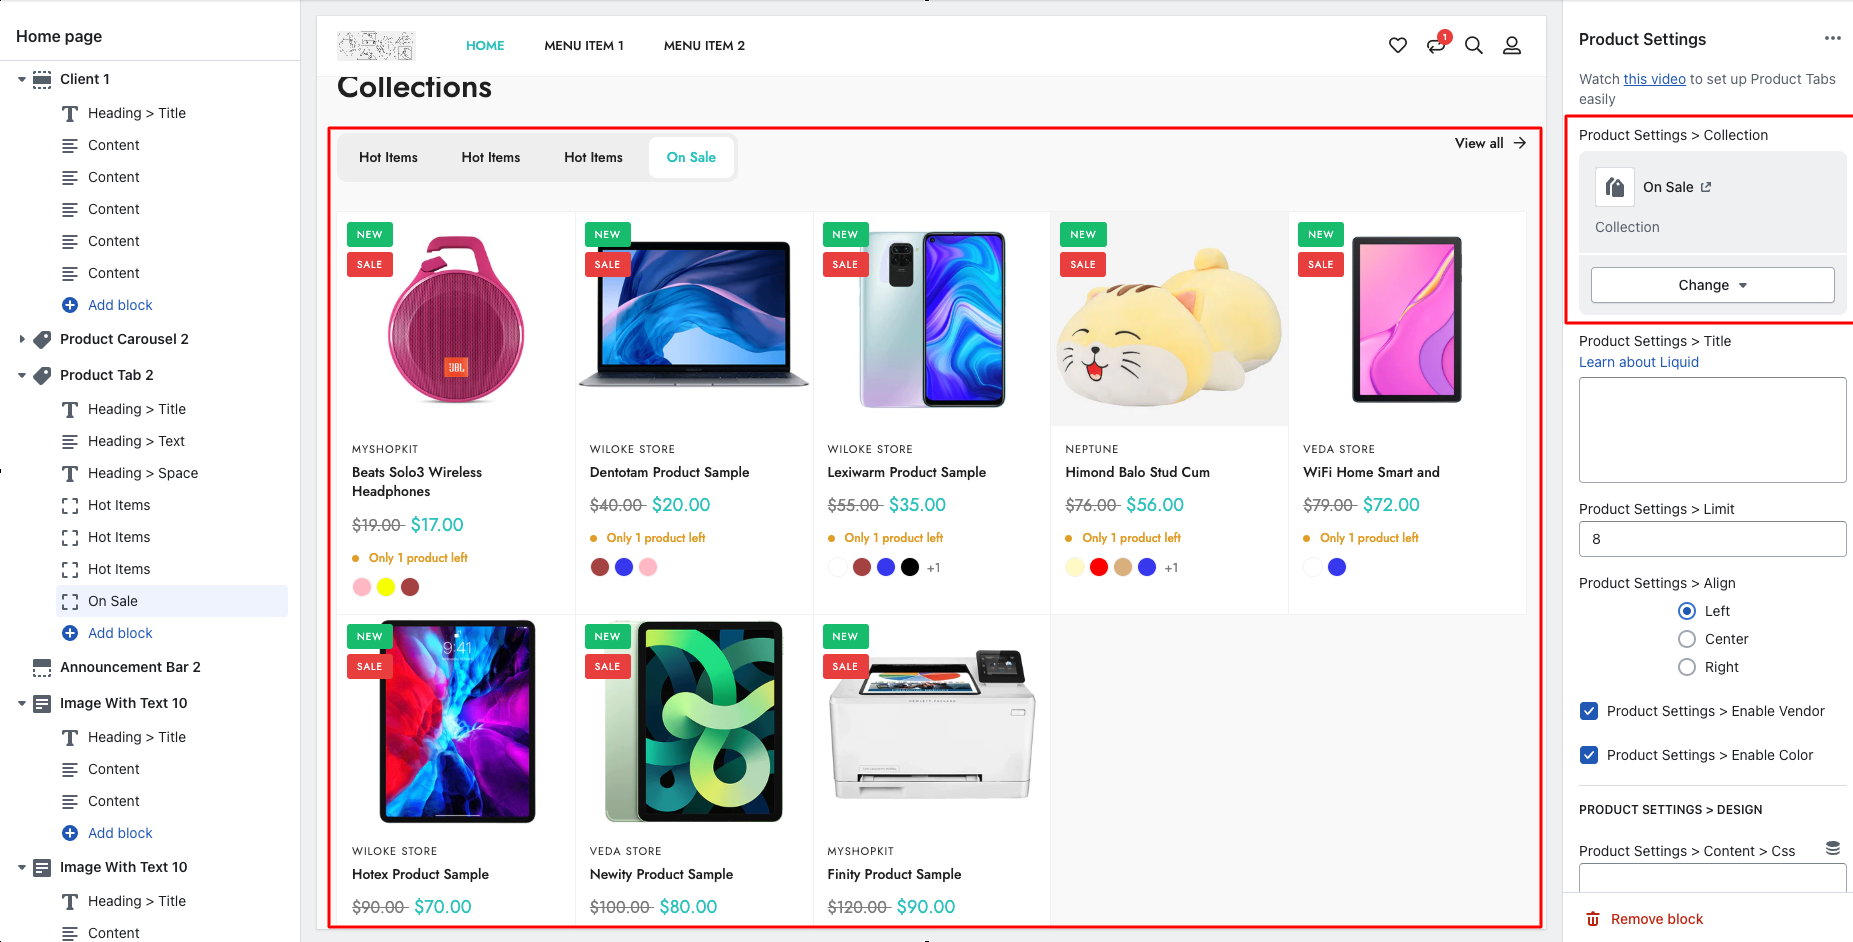 Home page
Client 1
Heading > Title
Content
Content
Content
Content
Content
Add block
Product Carousel 2
Product Tab 2
Heading > Title
Heading > Text
Heading > Space
Hot Items
Hot Items
Hot Items
On Sale
Add block
Announcement Bar 2
Image With Text 10
Heading > Title
Content
Content
Add block
Image With Text 10
Heading > Title
Content
HOME MENU ITEM 1 MENU ITEM 2
1
Collections
Hot Items Hot Items Hot Items On Sale
View all
NEW NEW NEW NEW NEW
SALE SALE SALE SALE SALE
JBL
MYSHOPKIT
Beats Solo3 Wireless
Headphones
$19.00 $17.00
Only 1 product left
WILOKE STORE
Dentotam Product Sample
$40.00 $20.00
Only 1 product left
WILOKE STORE
Lexiwarm Product Sample
$55.00 $35.00
Only 1 product left
+1
NEPTUNE
Himond Balo Stud Cum
$76.00 $56.00
Only 1 product left
+1
VEDA STORE
WiFi Home Smart and
$79.00 $72.00
Only 1 product left
NEW NEW NEW
SALE SALE SALE
9:41
HEWLETT PACKARD
WILOKE STORE
Hotex Product Sample
$90.00 $70.00
VEDA STORE
Newity Product Sample
$100.00 $80.00
MYSHOPKIT
Finity Product Sample
$120.00 $90.00
Product Settings
Watch this video to set up Product Tabs
easily
Product Settings > Collection
On Sale
Collection
Change
Product Settings > Title
Learn about Liquid
Product Settings > Limit
8
Product Settings > Align
Left
Center
Right
Product Settings > Enable Vendor
Product Settings > Enable Color
PRODUCT SETTINGS > DESIGN
Product Settings > Content > Css
Remove block